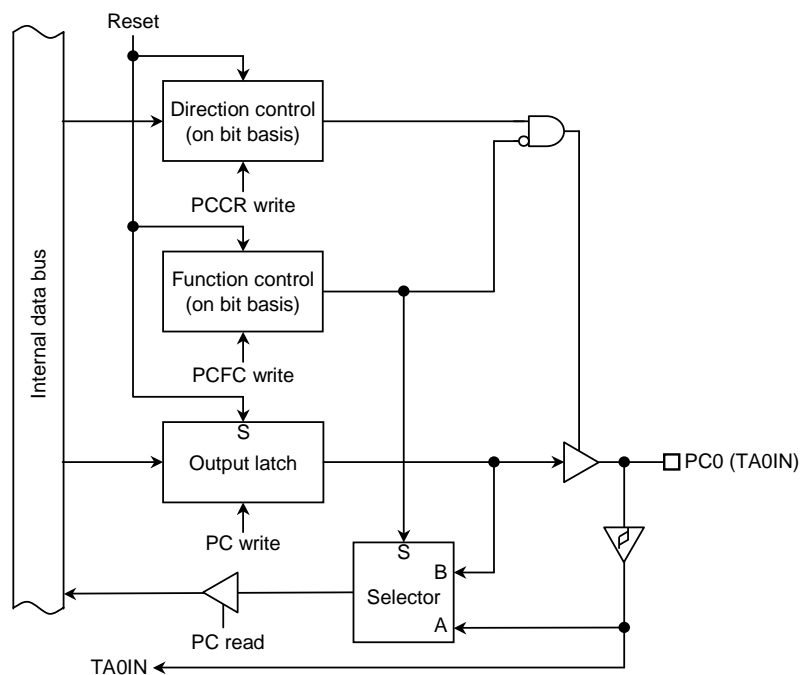 Reset
Direction control
(on bit basis)
PCCR write
Internal data bus
Function control
(on bit basis)
PCFC write
S
Output latch
PC0 (TA0IN)
PC write
S
B
Selector
A
PC read
TA0IN